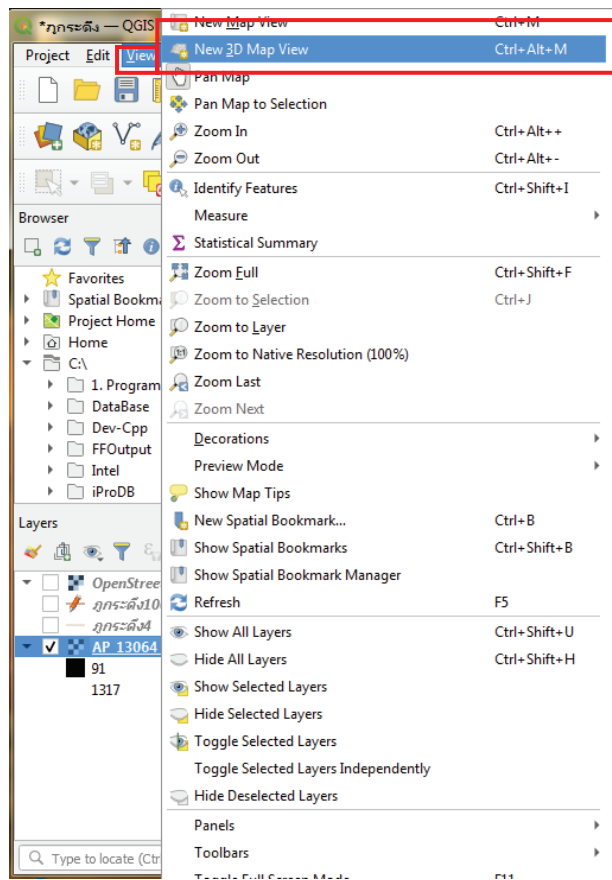 *ภูกระดึง — QGIS
Project Edit View
Browser
Favorites
Spatial Bookma
Project Home
Home
C:\
1. Program
DataBase
Dev-Cpp
FFOutput
Intel
iProDB
Layers
OpenStree
ภูกระดึง10
ภูกระดึง4
AP_13064
91
1317
Type to locate (Ctr
New Map View Ctrl+M
New 3D Map View Ctrl+Alt+M
Pan Map
Pan Map to Selection
Zoom In Ctrl+Alt++
Zoom Out Ctrl+Alt+-
Identify Features Ctrl+Shift+I
Measure
Statistical Summary
Zoom Full Ctrl+Shift+F
Zoom to Selection Ctrl+J
Zoom to Layer
Zoom to Native Resolution (100%)
Zoom Last
Zoom Next
Decorations
Preview Mode
Show Map Tips
New Spatial Bookmark... Ctrl+B
Show Spatial Bookmarks Ctrl+Shift+B
Show Spatial Bookmark Manager
Refresh F5
Show All Layers Ctrl+Shift+U
Hide All Layers Ctrl+Shift+H
Show Selected Layers
Hide Selected Layers
Toggle Selected Layers
Toggle Selected Layers Independently
Hide Deselected Layers
Panels
Toolbars
Toggle Full Screen Mode F11